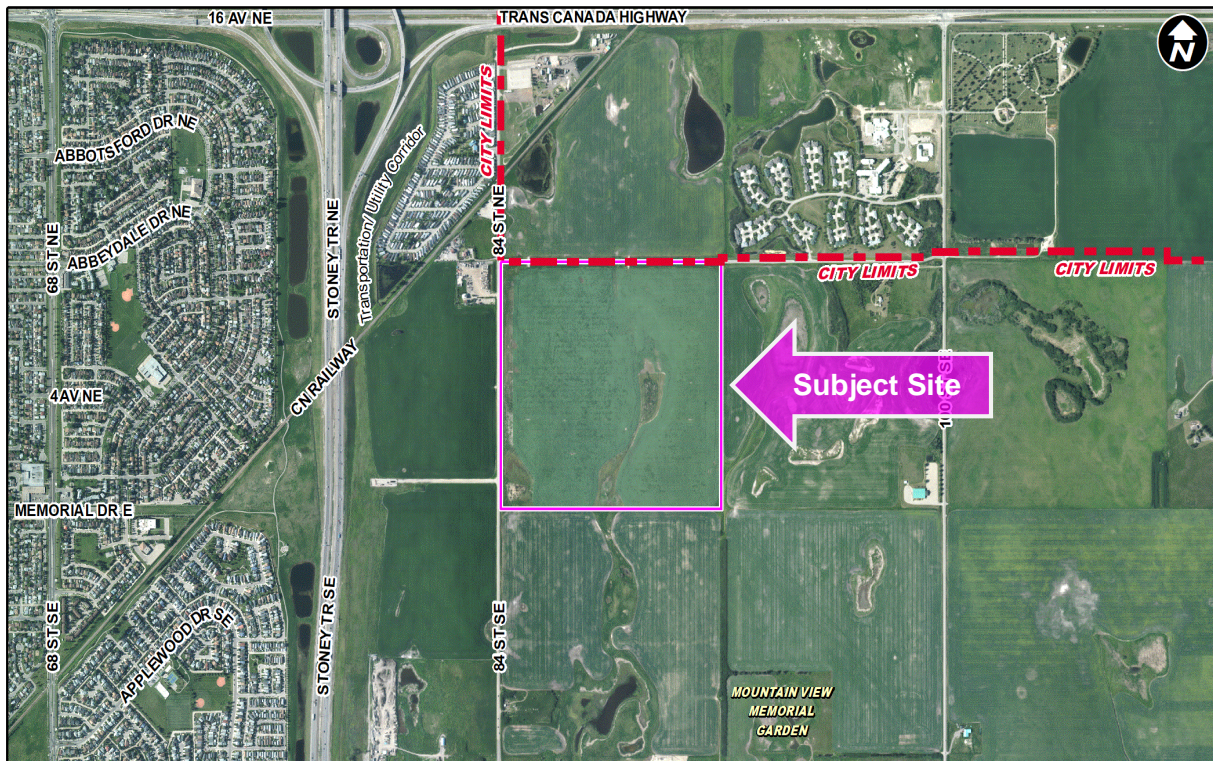 16 AV NE
TRANS CANADA HIGHWAY
N
CITY LIMITS
ABBOTSFORD DR NE
Transportation/ Utility Corridor
68 ST NE
ABBEYDALE DR NE
STONEY TR NE
84 ST NE
CITY LIMITS
CITY LIMITS
CN RAILWAY
4 AV NE
Subject Site
MEMORIAL DR E
68 ST SE
APPLEWOOD DR SE
STONEY TR SE
84 ST SE
MOUNTAIN VIEW
MEMORIAL
GARDEN